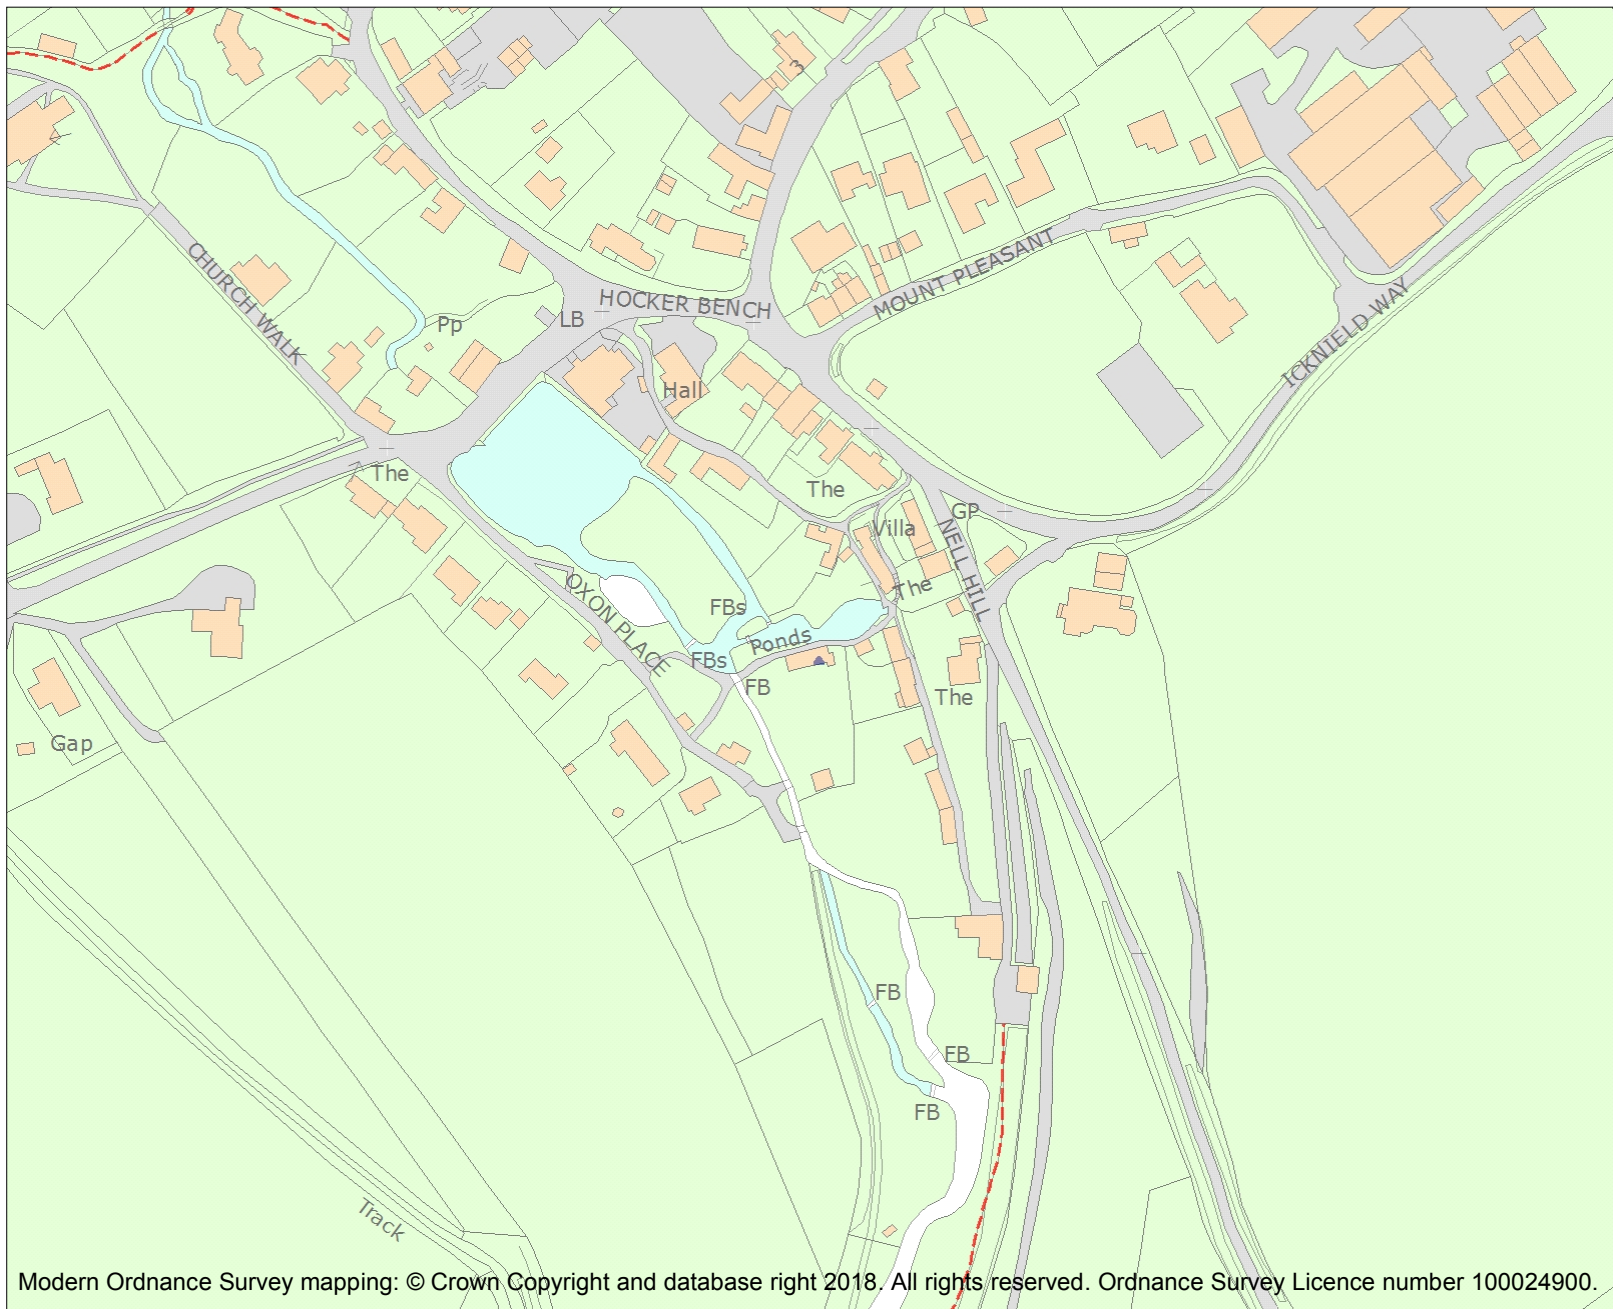 3
CHURCH WALK
HOCKER BENCH
MOUNT PLEASANT
ICKNIELD WAY
Pp
LB
Hall
The
The
Villa
GP
NELL HILL
The
OXON PLACE
FBs
Ponds
FBs
FB
The
Gap
FB
FB
FB
Track
Modern Ordnance Survey mapping: © Crown Copyright and database right 2018. All rights reserved. Ordnance Survey Licence number 100024900.